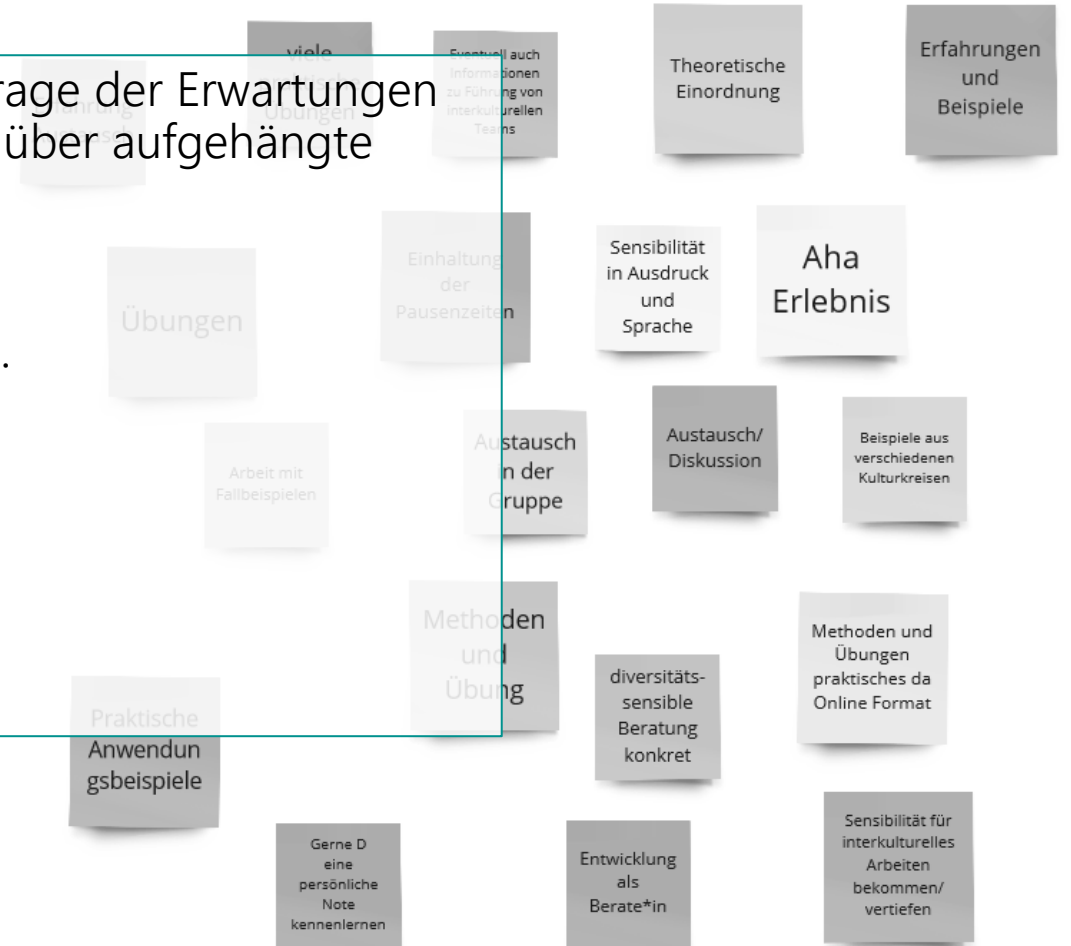 rage der Erwartungen
über aufgehängte
.
viele
praktische
Übungen
Eventuell auch
Informationen
zu Führung von
interkulturellen
Teams
Theoretische
Einordnung
Erfahrungen
und
Beispiele
Übungen
Einhaltung
der
Pausenzeiten
Sensibilität
in Ausdruck
und
Sprache
Aha
Erlebnis
Arbeit mit
Fallbeispielen
Austausch
in der
Gruppe
Austausch/
Diskussion
Beispiele aus
verschiedenen
Kulturkreisen
Methoden
und
Übung
diversitäts-
sensible
Beratung
konkret
Methoden und
Übungen
praktisches da
Online Format
Praktische
Anwendun
gsbeispiele
Gerne D
eine
persönliche
Note
kennenlernen
Entwicklung
als
Berate*in
Sensibilität für
interkulturelles
Arbeiten
bekommen/
vertiefen